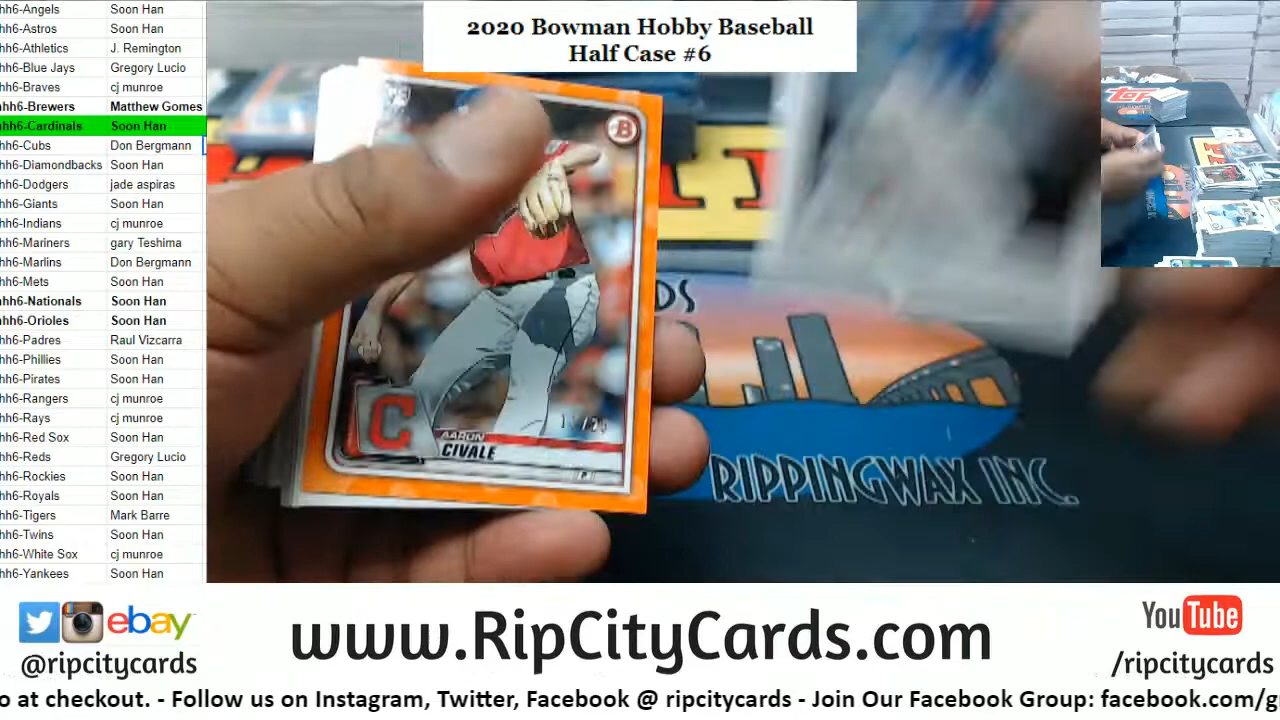 hh6-Angels Soon Han
hh6-Astros Soon Han
hh6-Athletics J. Remington
hh6-Blue Jays Gregory Lucio
hh6-Braves cj munroe
hh6-Brewers Matthew Gomes
hh6-Cardinals Soon Han
hh6-Cubs Don Bergmann
hh6-Diamondbacks Soon Han
hh6-Dodgers jade aspiras
hh6-Giants Soon Han
hh6-Indians cj munroe
hh6-Mariners gary Teshima
hh6-Marlins Don Bergmann
hh6-Mets Soon Han
hh6-Nationals Soon Han
hh6-Orioles Soon Han
hh6-Padres Raul Vizcarra
hh6-Phillies Soon Han
hh6-Pirates Soon Han
hh6-Rangers cj munroe
hh6-Rays cj munroe
hh6-Red Sox Soon Han
hh6-Reds Gregory Lucio
hh6-Rockies Soon Han
hh6-Royals Soon Han
hh6-Tigers Mark Barre
hh6-Twins Soon Han
hh6-White Sox cj munroe
hh6-Yankees Soon Han
2020 Bowman Hobby Baseball
Half Case #6
B
C
AARON
CIVALE
DS
RIPPINGWAX INC.
ebay
@ripcitycards
www.RipCityCards.com
YouTube
/ripcitycards
o at checkout. - Follow us on Instagram, Twitter, Facebook @ ripcitycards - Join Our Facebook Group: facebook.com/g